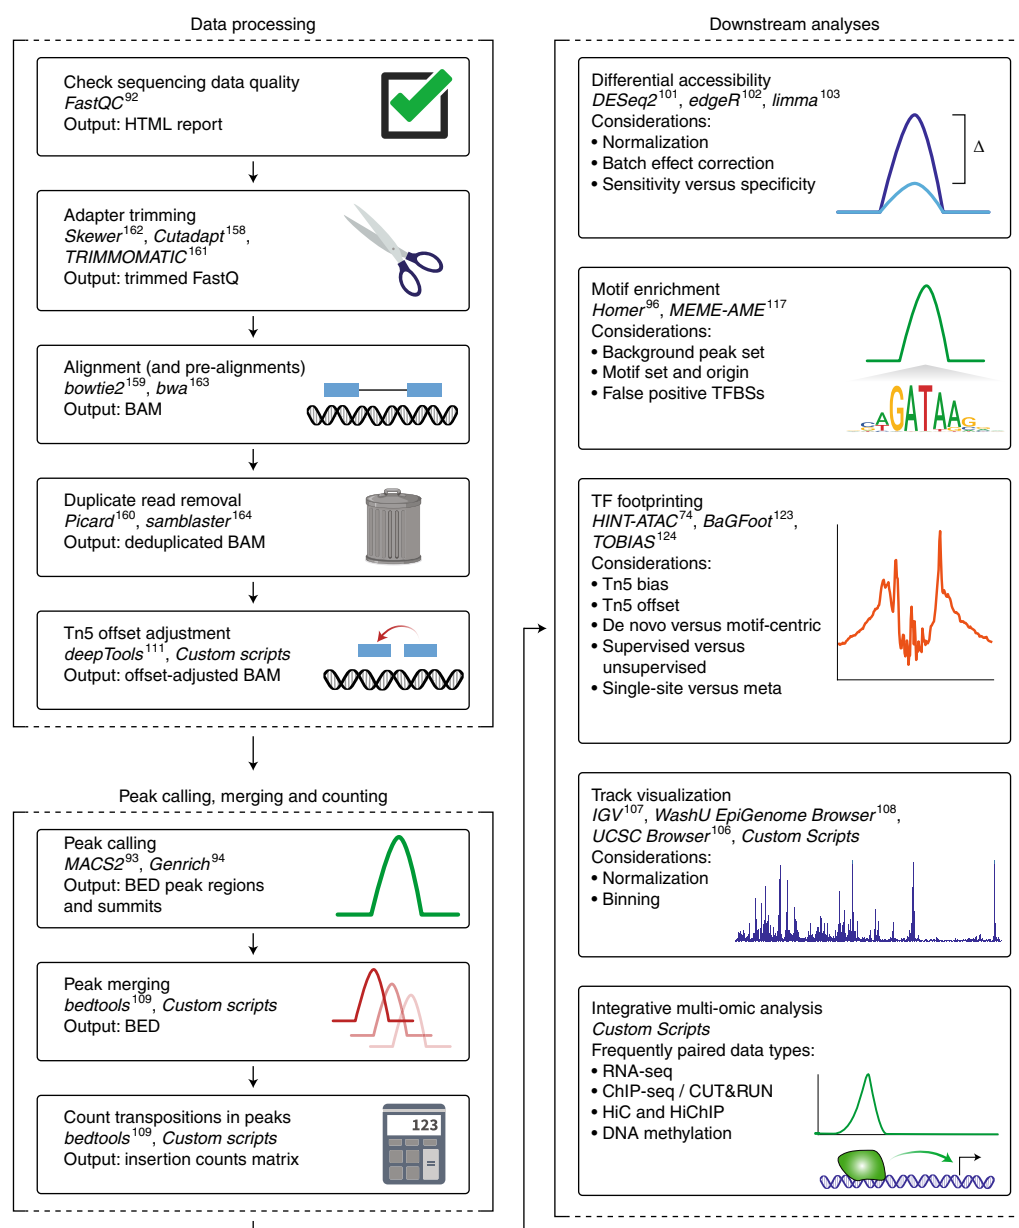 Data processing
Check sequencing data quality
FastQC92
Output: HTML report
Adapter trimming
Skewer162, Cutadapt158,
TRIMMOMATIC161
Output: trimmed FastQ
Alignment (and pre-alignments)
bowtie2159, bwa163
Output: BAM
Duplicate read removal
Picard160, samblaster164
Output: deduplicated BAM
Tn5 offset adjustment
deepTools111, Custom scripts
Output: offset-adjusted BAM
Peak calling, merging and counting
Peak calling
MACS293, Genrich94
Output: BED peak regions
and summits
Peak merging
bedtools109, Custom scripts
Output: BED
Count transpositions in peaks
bedtools109, Custom scripts
Output: insertion counts matrix
123
=
Downstream analyses
Differential accessibility
DESeq2101, edgeR102, limma103
Considerations:
• Normalization
• Batch effect correction
• Sensitivity versus specificity
Δ
Motif enrichment
Homer96, MEME-AME117
Considerations:
• Background peak set
• Motif set and origin
• False positive TFBSs
GATAAG
TF footprinting
HINT-ATAC74, BaGFoot123,
TOBIAS124
Considerations:
• Tn5 bias
• Tn5 offset
• De novo versus motif-centric
• Supervised versus
unsupervised
• Single-site versus meta
Track visualization
IGV107, WashU EpiGenome Browser108,
UCSC Browser106, Custom Scripts
Considerations:
• Normalization
• Binning
Integrative multi-omic analysis
Custom Scripts
Frequently paired data types:
• RNA-seq
• ChIP-seq / CUT&RUN
• HiC and HiChIP
• DNA methylation